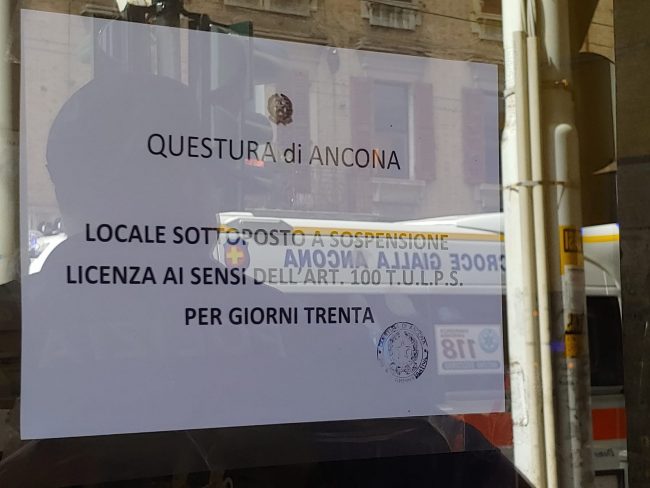 QUESTURA di ANCONA
LOCALE SOTTOPOSTO A SOSPENSIONE
LICENZA AI SENSI DELL'ART. 100 T.U.L.P.S.
PER GIORNI TRENTA
CROCE GIALLA ANCONA
118